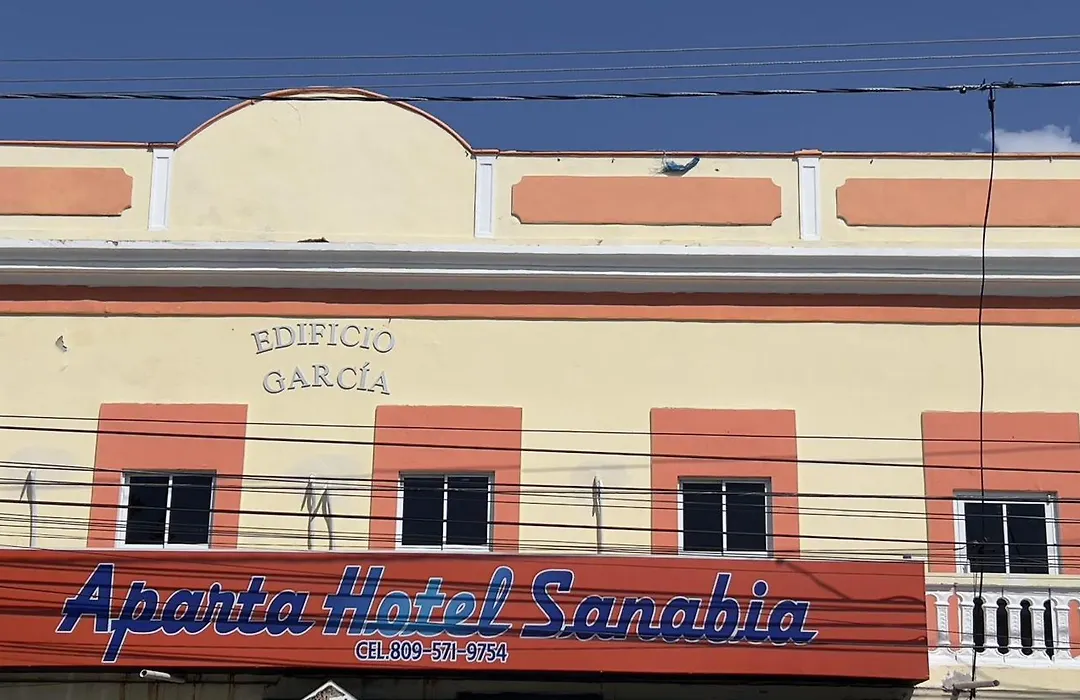 EDIFICIO
GARCÍA
Aparta Hotel Sanabia
CEL.809-571-9754